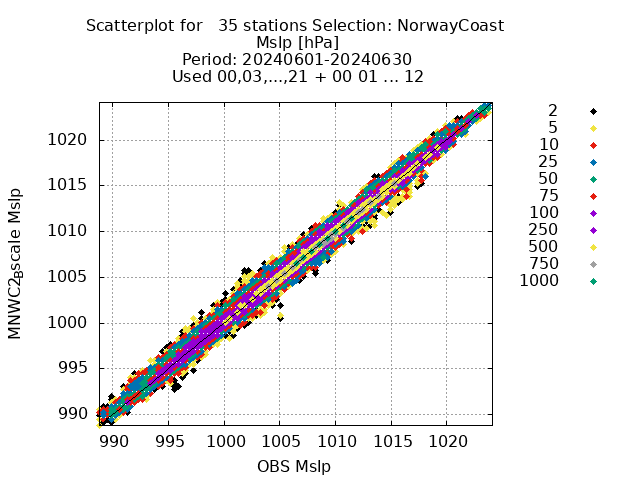 Scatterplot for   35 stations Selection: NorwayCoast
Mslp [hPa]
Period: 20240601-20240630
Used 00,03,...,21 + 00 01 ... 12
2
5
10
25
50
75
100
250
500
750
1000
1020
1015
1010
1005
1000
995
990
MNWC2_scale Mslp
990 995 1000 1005 1010 1015 1020
OBS Mslp